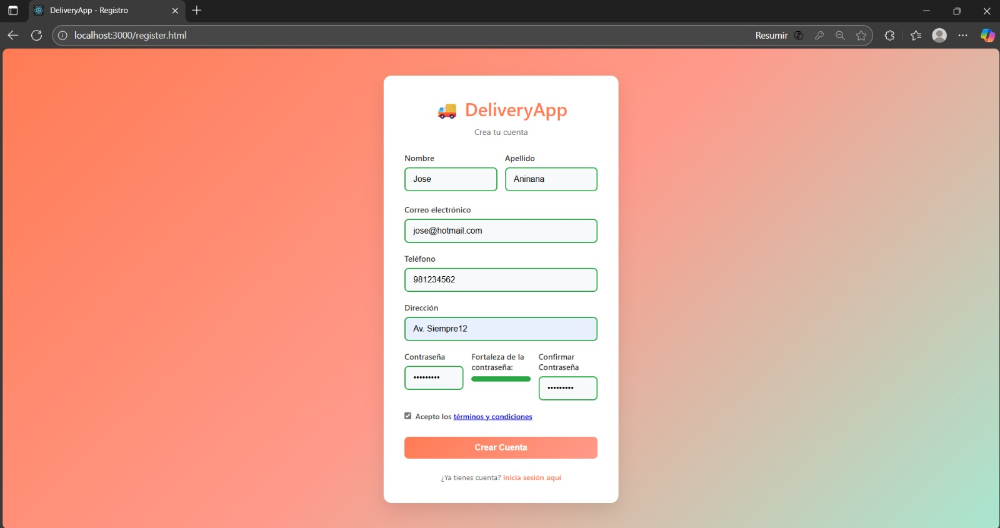 DeliveryApp - Registro
localhost:3000/register.html
Resumir
DeliveryApp
Crea tu cuenta
Nombre
Apellido
Jose
Aninana
Correo electrónico
jose@hotmail.com
Teléfono
981234562
Dirección
Av. Siempre12
Contraseña
Fortaleza de la
contraseña:
Confirmar
Contraseña
•••••••••
•••••••••
Acepto los términos y condiciones
Crear Cuenta
¿Ya tienes cuenta? Inicia sesión aquí